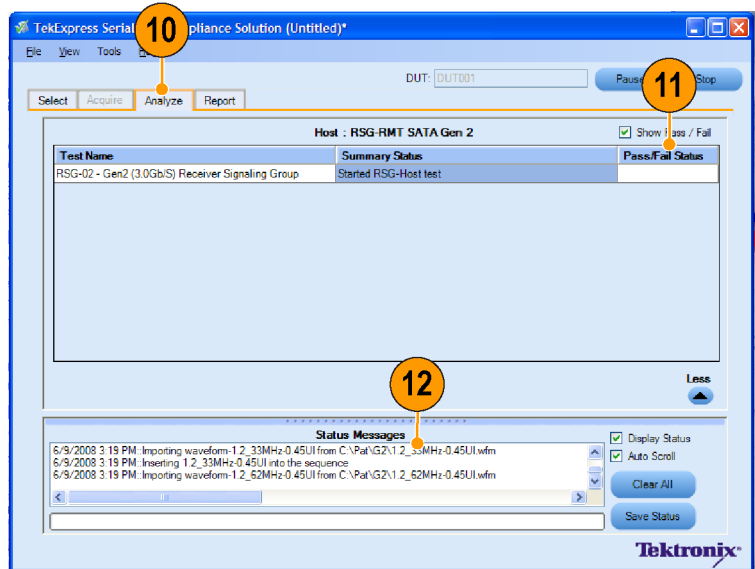 TekExpress Serial pliance Solution (Untitled)*
10
File View Tools
DUT: DUT001
Pause Stop
11
Select Acquire Analyze Report
Host : RSG-RMT SATA Gen 2
Show Pass / Fail
Test Name Summary Status Pass/Fail Status
RSG-02 - Gen2 (3.0Gb/S) Receiver Signaling Group Started RSG-Host test
12
Less
Status Messages
Display Status
6/9/2008 3:19 PM::Importing waveform-1.2_33MHz-0.45UI from C:\Pat\G2\1.2_33MHz-0.45UI.wfm
Auto Scroll
6/9/2008 3:19 PM::Inserting 1.2_33MHz-0.45UI into the sequence
6/9/2008 3:19 PM::Importing waveform-1.2_62MHz-0.45UI from C:\Pat\G2\1.2_62MHz-0.45UI.wfm
Clear All
Save Status
Tektronix